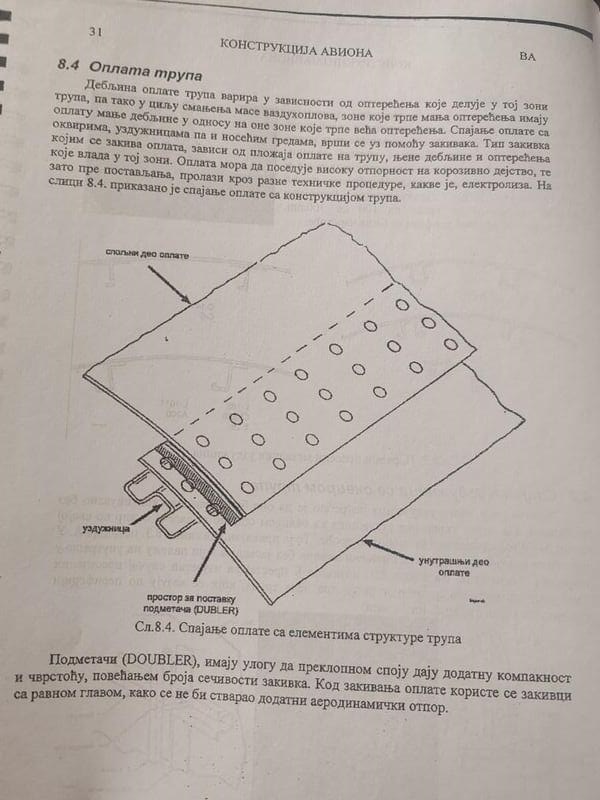 31
КОНСТРУКЦИЈА АВИОНА
ВА
8.4 Оплата трупа
Дебљина оплате трупа варира у зависности од оптерећења које делује у тој зони
трупа, па тако у циљу смањења масе ваздухоплова, зоне које трпе мања оптерећења имају
оплату мање дебљине у односу на оне зоне које трпе већа оптерећења. Спајање оплате са
оквирима, уздужницама па и носећим гредама, врши се уз помоћу закивака. Тип закивка
којим се закива оплата, зависи од пложаја оплате на трупу, њене дебљине и оптерећења
које влада у тој зони. Оплата мора да поседује високу отпорност на корозивно дејство, те
зато пре постављања, пролази кроз разне техничке процедуре, какве је, електролиза. На
слици 8.4. приказано је спајање оплате са конструкцијом трупа.
спољни део оплате
уздужница
унутрашњи део
оплате
простор за поставку
подметача (DUBLER)
Сл.8.4. Спајање оплате са елементима структуре трупа
Подметачи (DOUBLER), имају улогу да преклопном споју дају додатну компакност
и чврстоћу, повећањем броја сечивости закивка. Код закивања оплате користе се закивци
са равном главом, како се не би стварао додатни аеродинамички отпор.